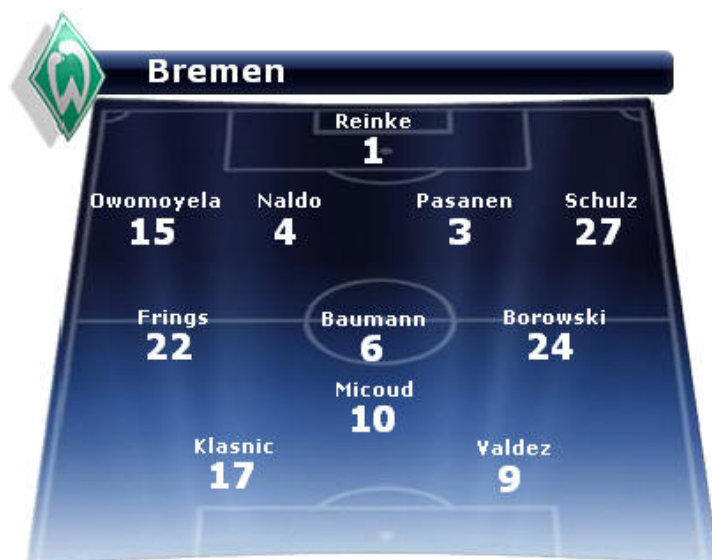 Bremen
Reinke
1
Owomoyela Naldo Pasanen Schulz
15 4 3 27
Frings Baumann Borowski
22 6 24
Micoud
10
Klasnic Valdez
17 9